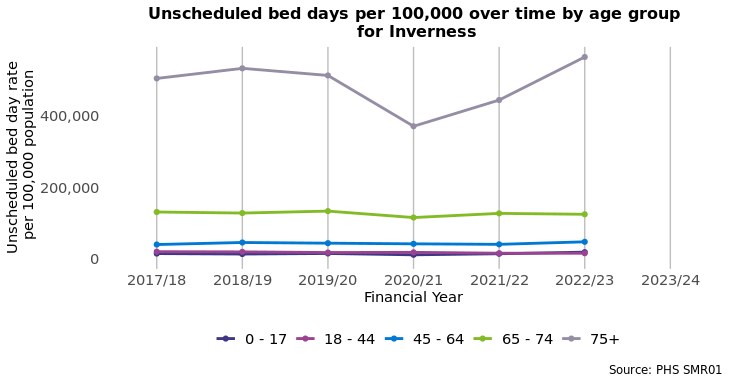 Unscheduled bed days per 100,000 over time by age group
for Inverness
Unscheduled bed day rate
per 100,000 population
400,000
200,000
0
2017/18 2018/19 2019/20 2020/21 2021/22 2022/23 2023/24
Financial Year
0 - 17 18 - 44 45 - 64 65 - 74 75+
Source: PHS SMR01